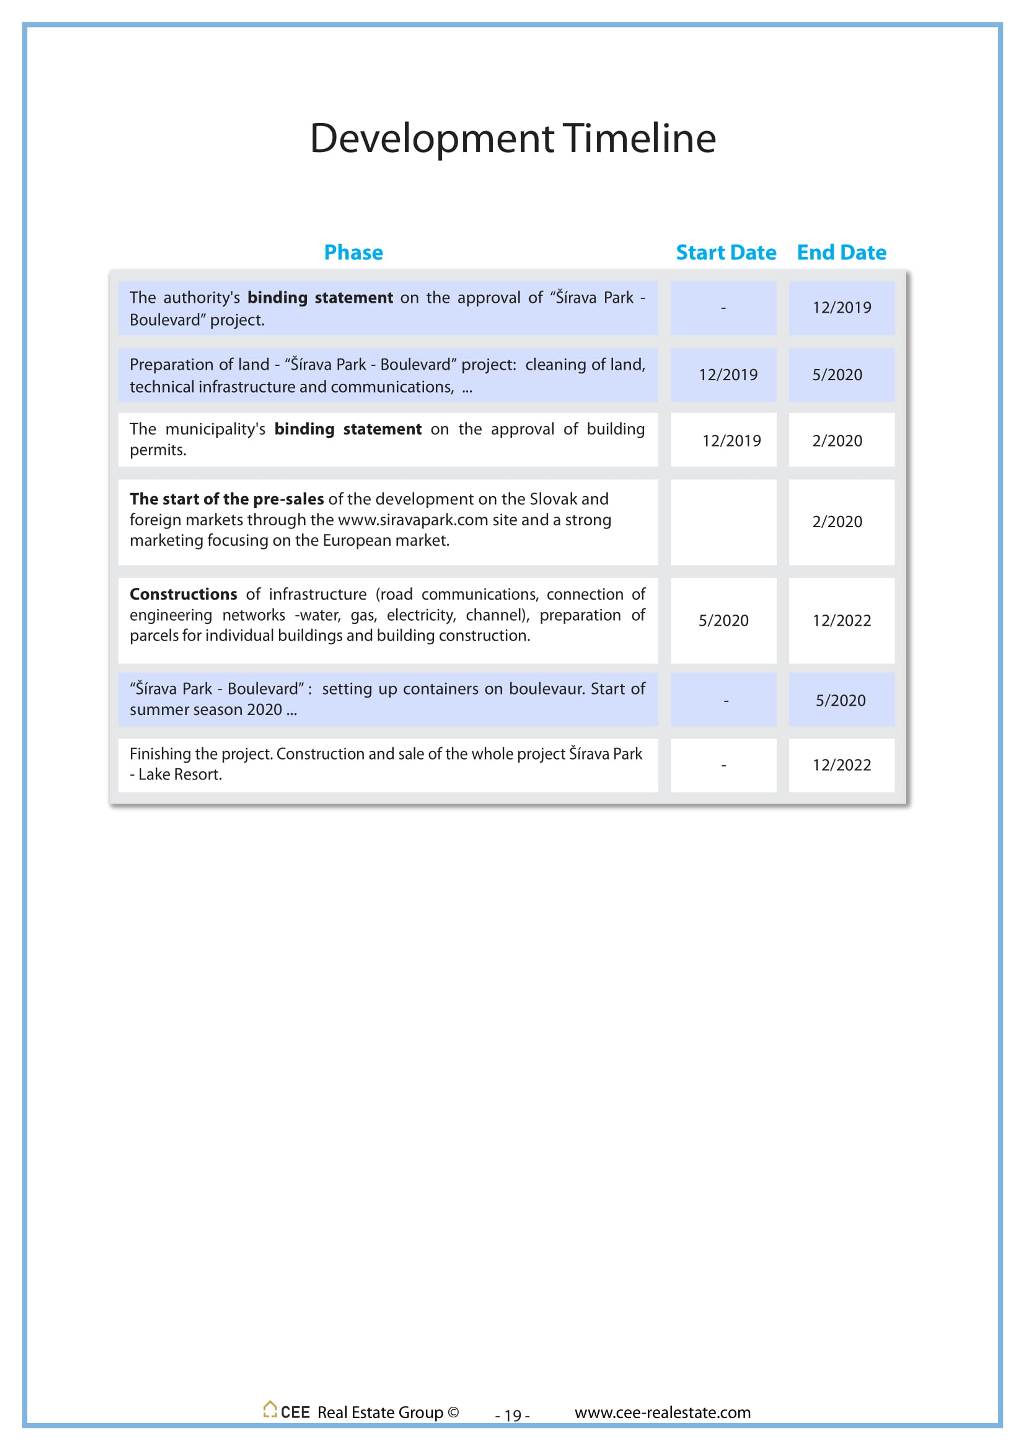 Development Timeline
Phase Start Date End Date
The authority's binding statement on the approval of “Šírava Park -
Boulevard” project.
- 12/2019
Preparation of land - “Šírava Park - Boulevard” project: cleaning of land,
technical infrastructure and communications, ...
12/2019 5/2020
The municipality's binding statement on the approval of building
permits.
12/2019 2/2020
The start of the pre-sales of the development on the Slovak and
foreign markets through the www.siravapark.com site and a strong
marketing focusing on the European market.
2/2020
Constructions of infrastructure (road communications, connection of
engineering networks -water, gas, electricity, channel), preparation of
parcels for individual buildings and building construction.
5/2020 12/2022
“Šírava Park - Boulevard” : setting up containers on boulevaur. Start of
summer season 2020 ...
- 5/2020
Finishing the project. Construction and sale of the whole project Šírava Park
- Lake Resort.
- 12/2022
CEE Real Estate Group © - 19 - www.cee-realestate.com